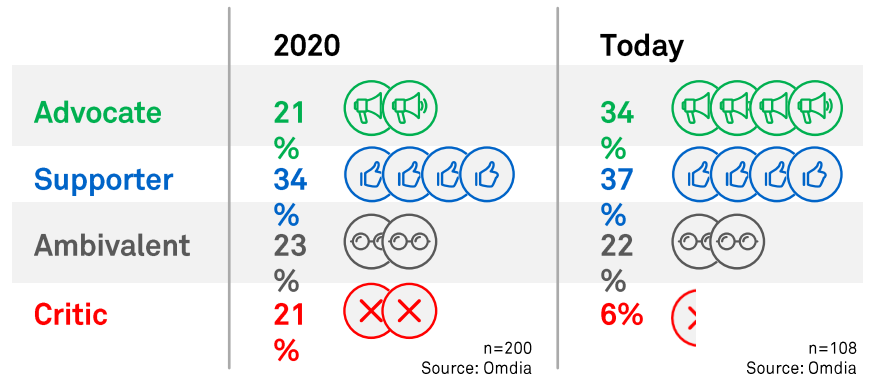 2020 Today
Advocate 21 % 34 %
Supporter 34 % 37 %
Ambivalent 23 % 22 %
Critic 21 % 6%
n=200 n=108
Source: Omdia Source: Omdia